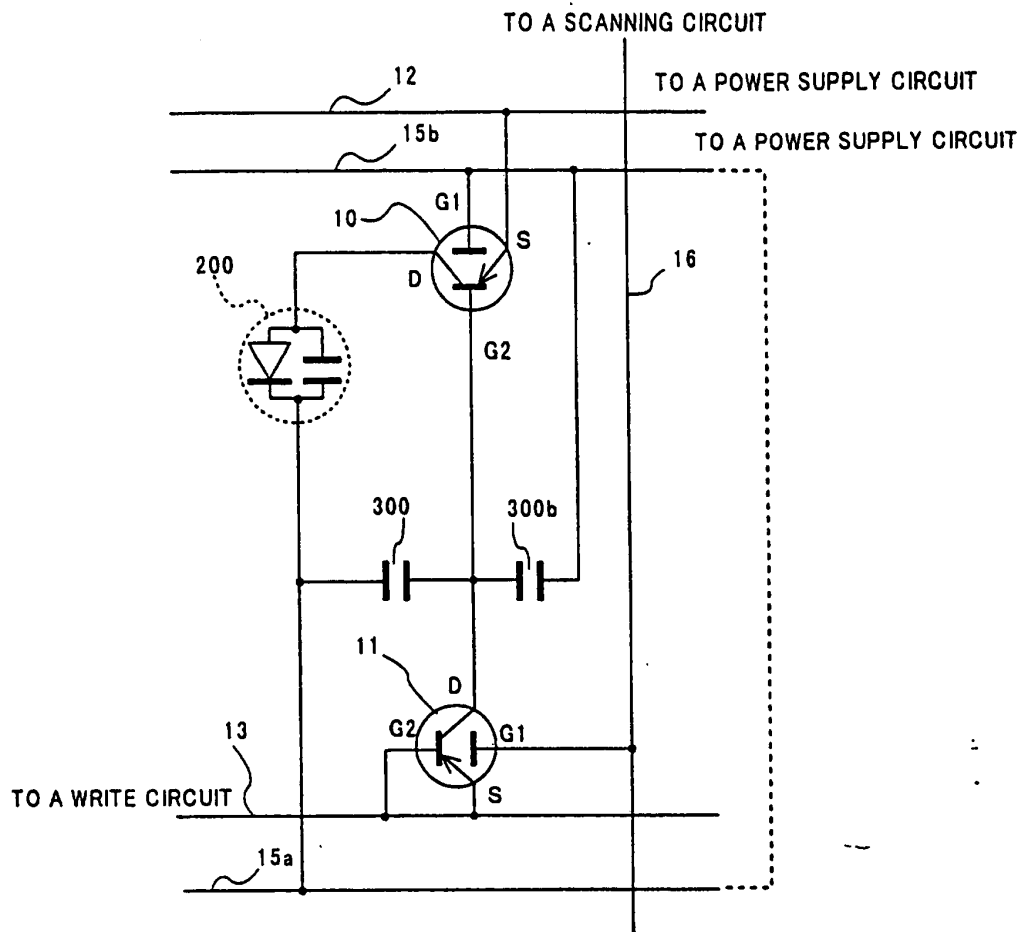 TO A SCANNING CIRCUIT
12
TO A POWER SUPPLY CIRCUIT
15b
TO A POWER SUPPLY CIRCUIT
G1
10
S
D
16
200
G2
300
300b
11
D
G2
G1
13
S
TO A WRITE CIRCUIT
15a